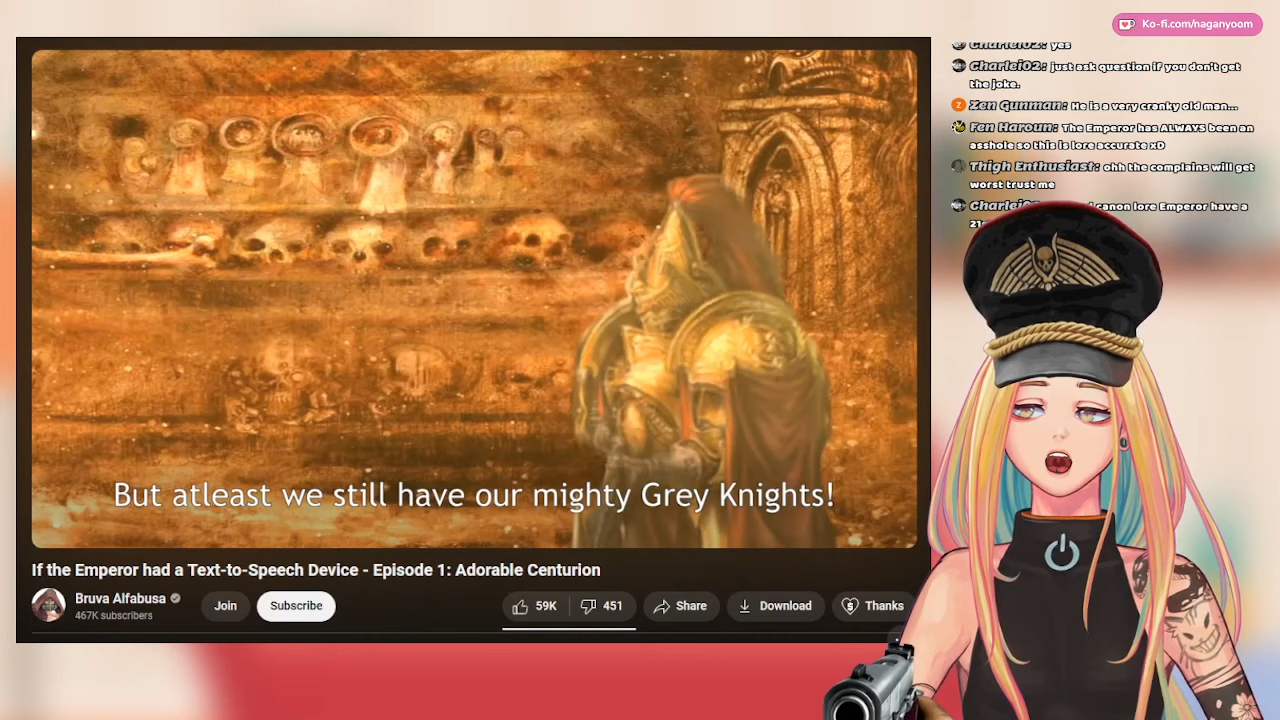 Ko-fi.com/naganyoom
Charlei02: yes
Charlei02: just ask question if you don't get
the joke.
Z Zen Gunman: He is a very cranky old man...
Fen Haroun: The Emperor has ALWAYS been an
asshole so this is lore accurate xD
Thigh Enthusiast: ohh the complains will get
worst trust me
canon lore Emperor have a
But atleast we still have our mighty Grey Knights!
If the Emperor had a Text-to-Speech Device - Episode 1: Adorable Centurion
Bruva Alfabusa
467K subscribers
Join
Subscribe
59K
451
Share
Download
Thanks